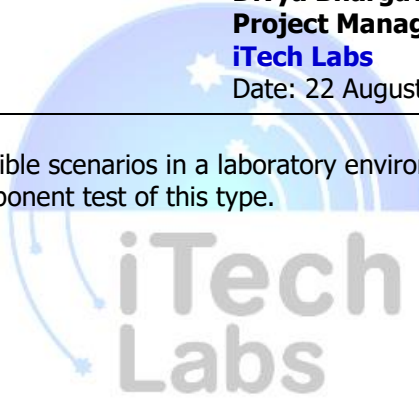 Project Manag
iTech Labs
Date: 22 August
ible scenarios in a laboratory enviro
ponent test of this type.
iTech
Labs